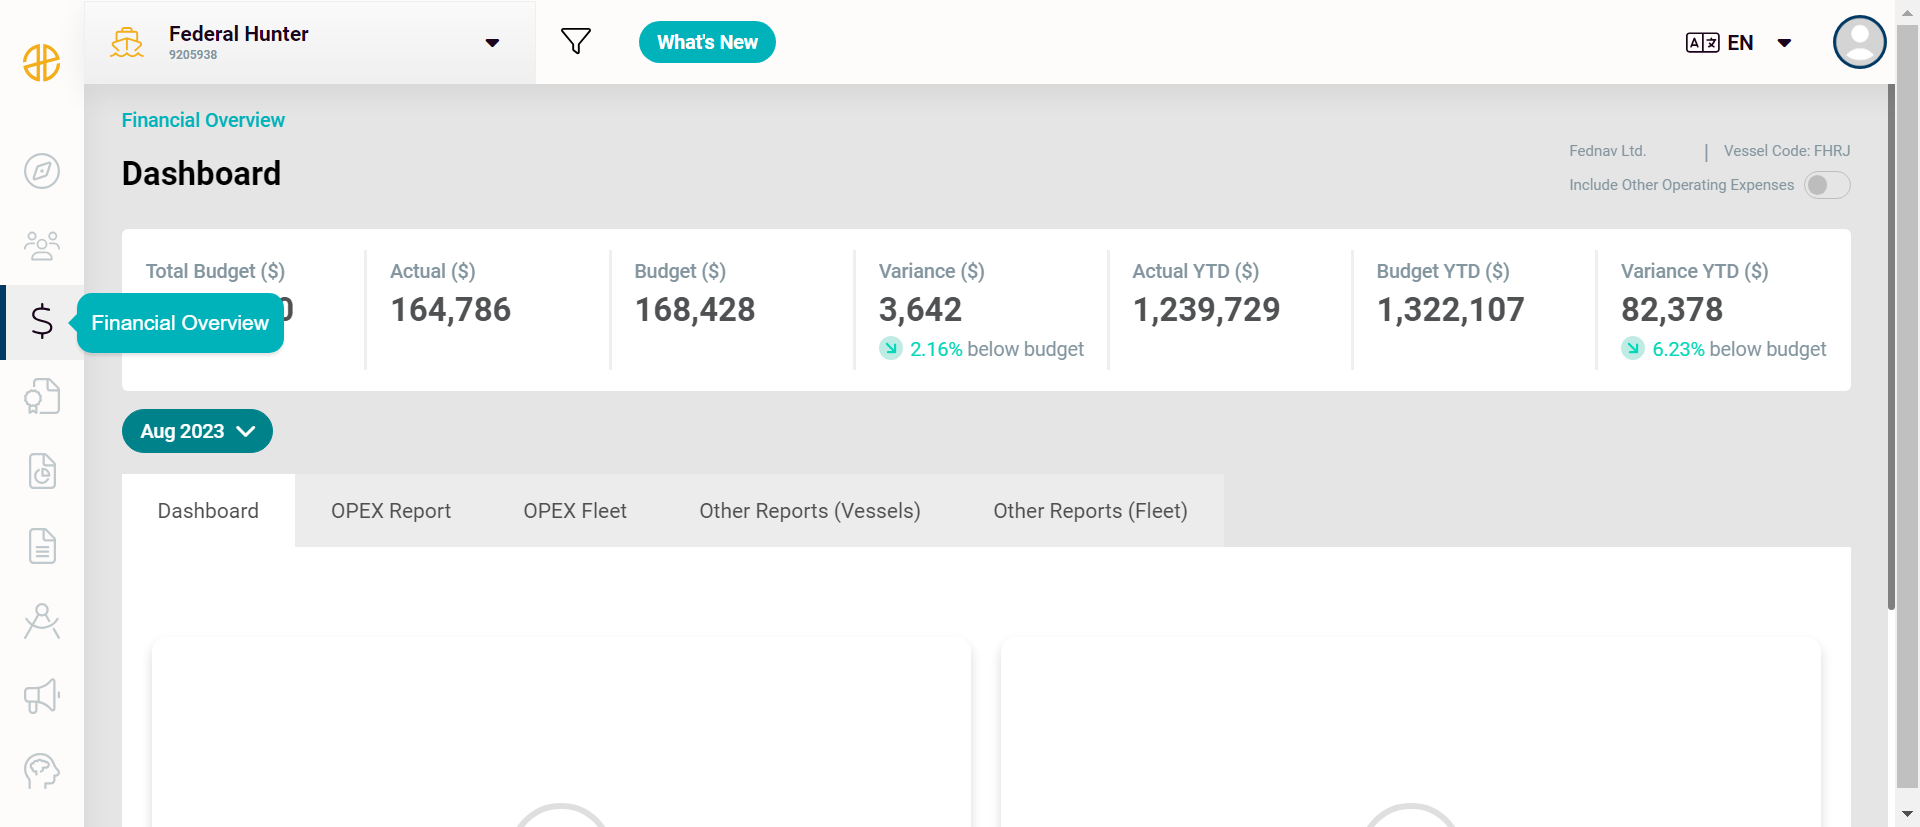 Federal Hunter
9205938
What's New
EN
Financial Overview
Dashboard
Fednav Ltd. | Vessel Code: FHRJ
Include Other Operating Expenses
Total Budget ($)
0
Actual ($)
164,786
Budget ($)
168,428
Variance ($)
3,642
2.16% below budget
Actual YTD ($)
1,239,729
Budget YTD ($)
1,322,107
Variance YTD ($)
82,378
6.23% below budget
Financial Overview
Aug 2023
Dashboard
OPEX Report
OPEX Fleet
Other Reports (Vessels)
Other Reports (Fleet)